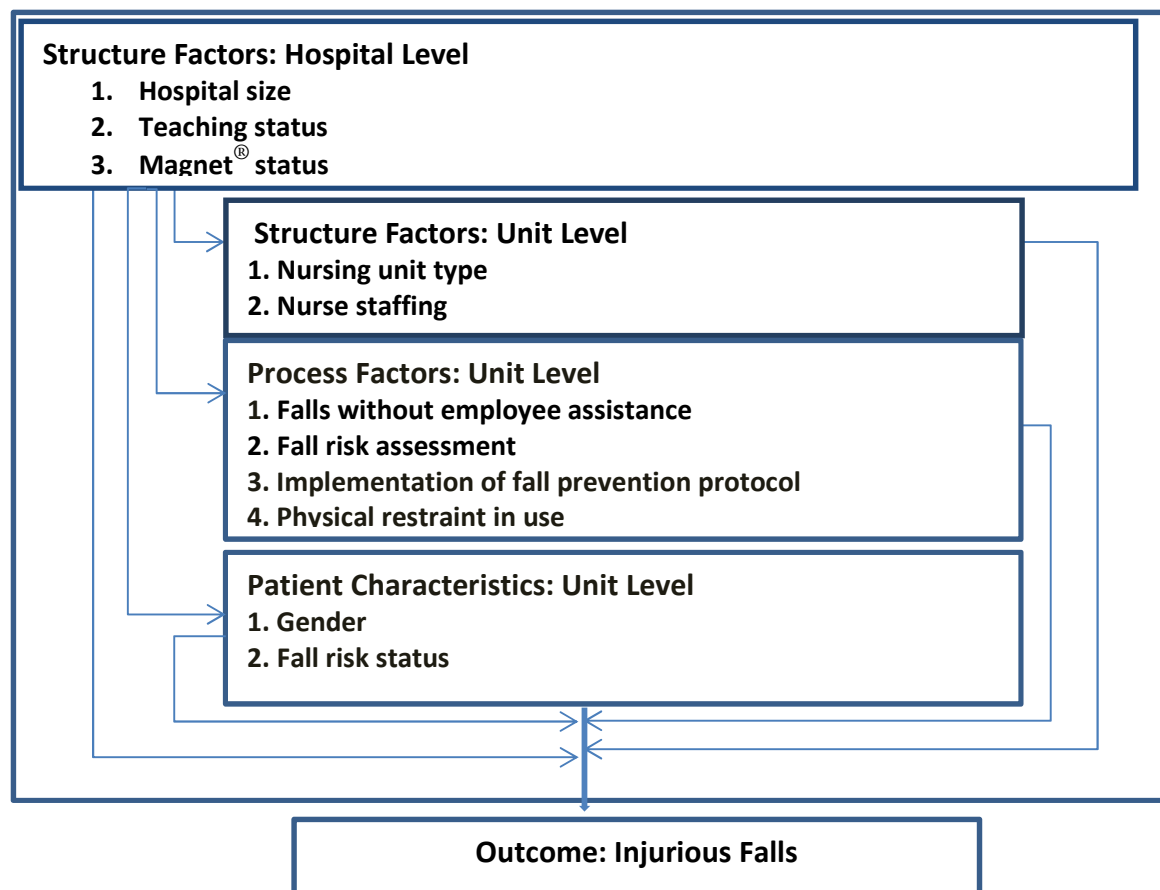 Structure Factors: Hospital Level
1. Hospital size
2. Teaching status
3. Magnet® status
Structure Factors: Unit Level
1. Nursing unit type
2. Nurse staffing
Process Factors: Unit Level
1. Falls without employee assistance
2. Fall risk assessment
3. Implementation of fall prevention protocol
4. Physical restraint in use
Patient Characteristics: Unit Level
1. Gender
2. Fall risk status
Outcome: Injurious Falls